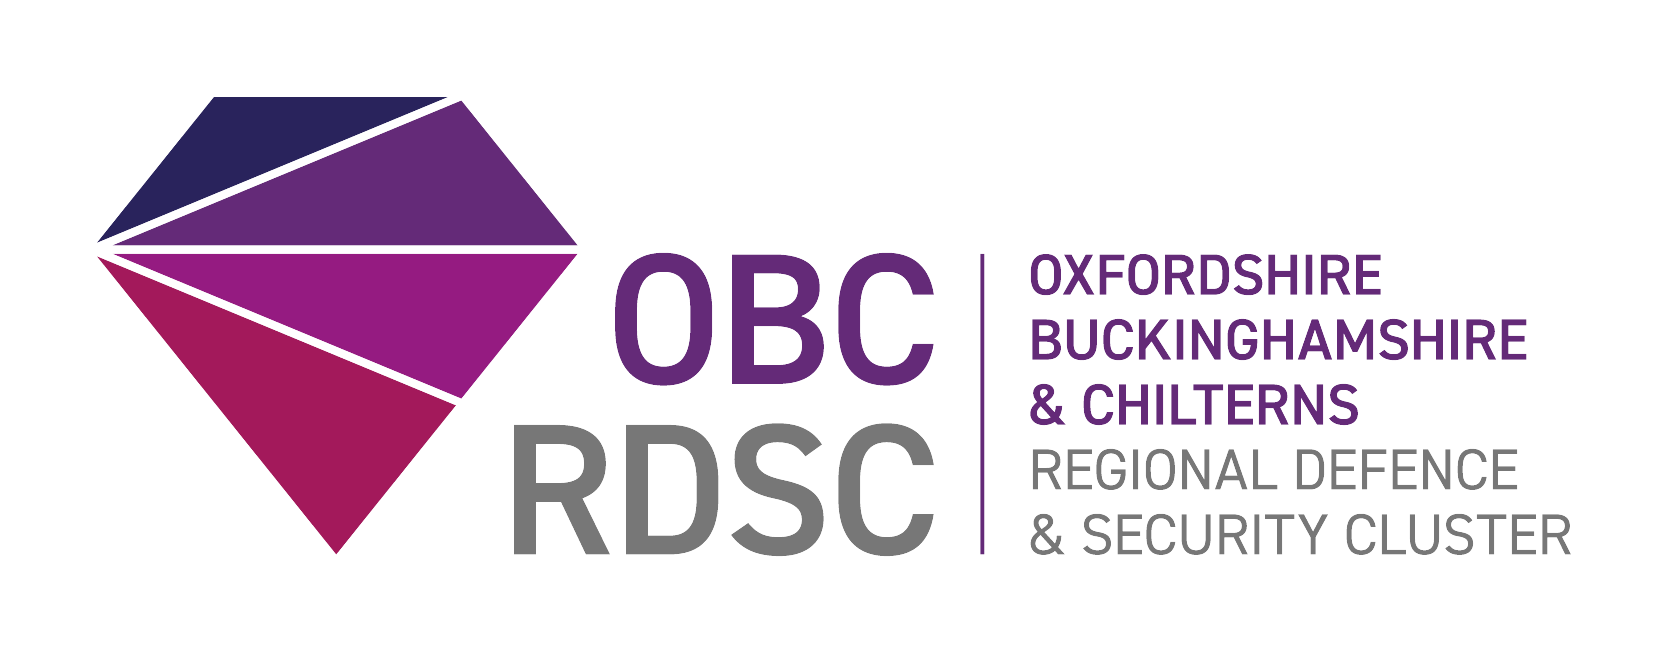 OBC
RDSC
OXFORDSHIRE
BUCKINGHAMSHIRE
& CHILTERNS
REGIONAL DEFENCE
& SECURITY CLUSTER